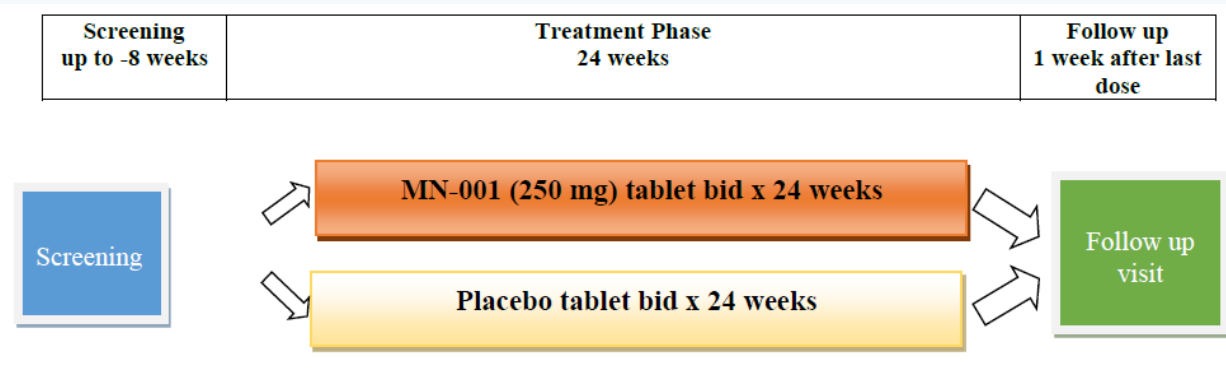 Screening
up to -8 weeks
Treatment Phase
24 weeks
Follow up
1 week after last
dose
MN-001 (250 mg) tablet bid x 24 weeks
Screening
Placebo tablet bid x 24 weeks
Follow up
visit